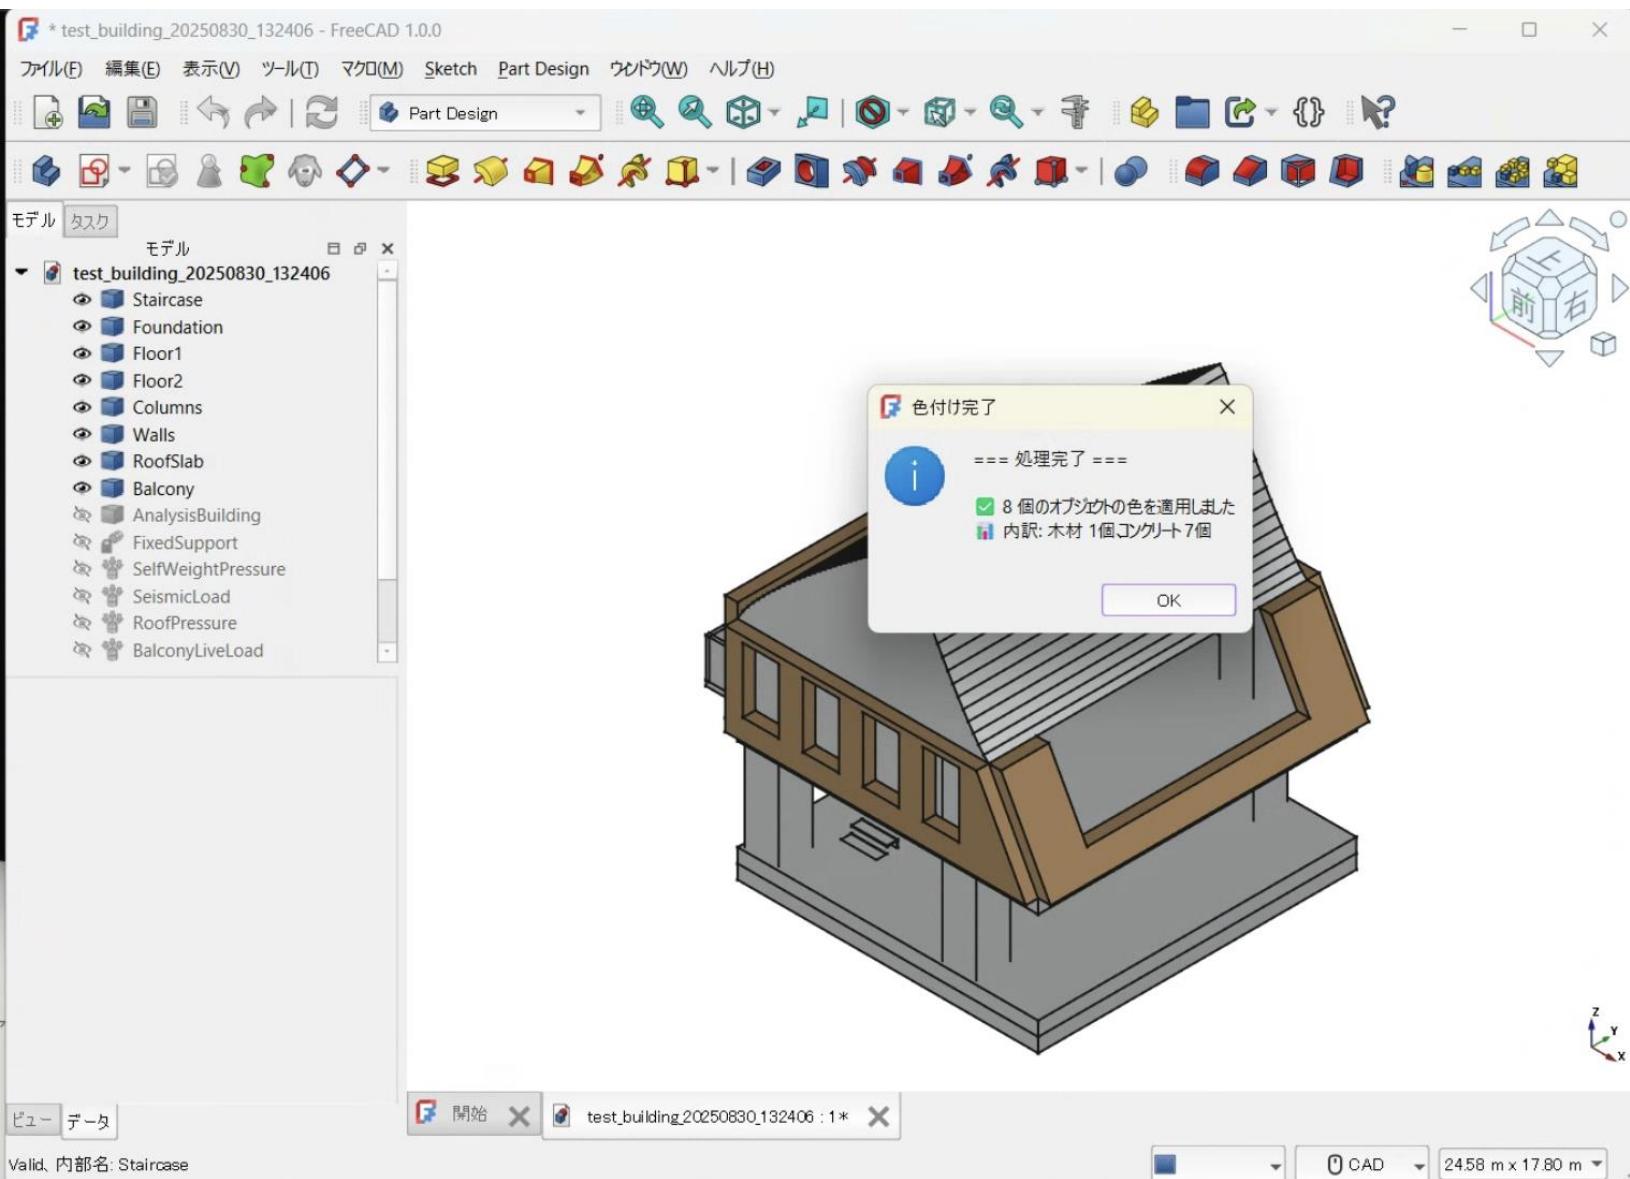 * test_building_20250830_132406 - FreeCAD 1.0.0
ファイル(F) 編集(E) 表示(V) ツール(T) マクロ(M) Sketch Part Design ウインドウ(W) ヘルプ(H)
Part Design
モデル タスク
モデル
test_building_20250830_132406
Staircase
Foundation
Floor1
Floor2
Columns
Walls
RoofSlab
Balcony
AnalysisBuilding
FixedSupport
SelfWeightPressure
SeismicLoad
RoofPressure
BalconyLiveLoad
上
前 右
色付け完了
=== 処理完了 ===
✅ 8 個のオブジェクトの色を適用しました
📊 内訳: 木材 1個,コンクリート 7個
OK
Z
Y
X
ビュー データ
開始 test_building_20250830_132406 : 1*
Valid、内部名: Staircase
CAD 24.58 m x 17.80 m